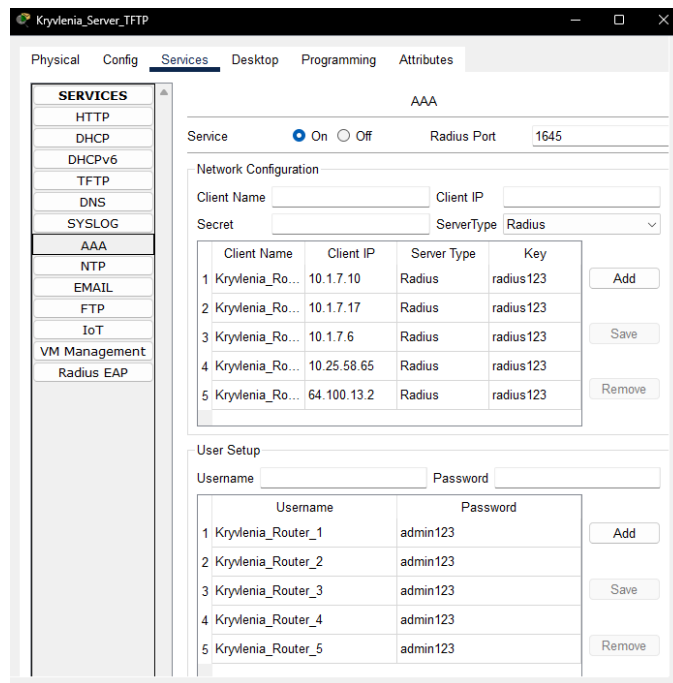 Kryvlenia_Server_TFTP
Physical Config Services Desktop Programming Attributes
SERVICES
HTTP
DHCP
DHCPv6
TFTP
DNS
SYSLOG
AAA
NTP
EMAIL
FTP
IoT
VM Management
Radius EAP
AAA
Service On Off Radius Port 1645
Network Configuration
Client Name Client IP
Secret ServerType Radius
Client Name Client IP Server Type Key
1 Kryvlenia_Ro... 10.1.7.10 Radius radius123
2 Kryvlenia_Ro... 10.1.7.17 Radius radius123
3 Kryvlenia_Ro... 10.1.7.6 Radius radius123
4 Kryvlenia_Ro... 10.25.58.65 Radius radius123
5 Kryvlenia_Ro... 64.100.13.2 Radius radius123
Add
Save
Remove
User Setup
Username Password
Username Password
1 Kryvlenia_Router_1 admin123
2 Kryvlenia_Router_2 admin123
3 Kryvlenia_Router_3 admin123
4 Kryvlenia_Router_4 admin123
5 Kryvlenia_Router_5 admin123
Add
Save
Remove